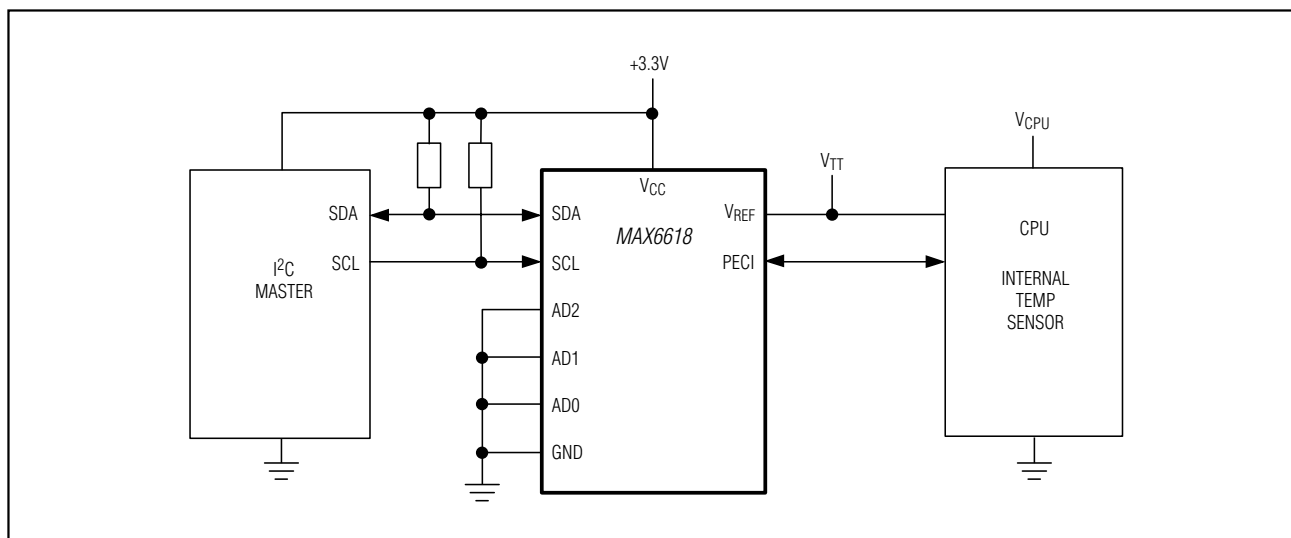 +3.3V
VCPU
VTT
VCC
SDA
SDA
VREF
MAX6618
CPU
SCL
SCL
PECI
I2C
MASTER
INTERNAL
TEMP
SENSOR
AD2
AD1
AD0
GND